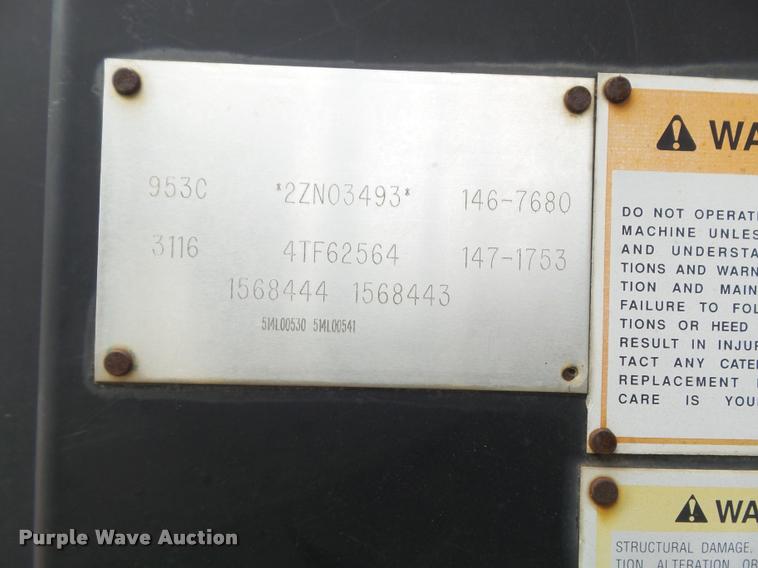 953C *2ZN03493* 146-7680
3116 4TF62564 147-1753
1568444 1568443
5ML00530 5ML00541
WA
DO NOT OPERAT
MACHINE UNLES
AND UNDERSTA
TIONS AND WARN
TION AND MAIN
FAILURE TO FOL
TIONS OR HEED
RESULT IN INJUR
TACT ANY CATE
REPLACEMENT
CARE IS YOU
WA
STRUCTURAL DAMAGE,
TION, ALTERATION OR
Purple Wave Auction